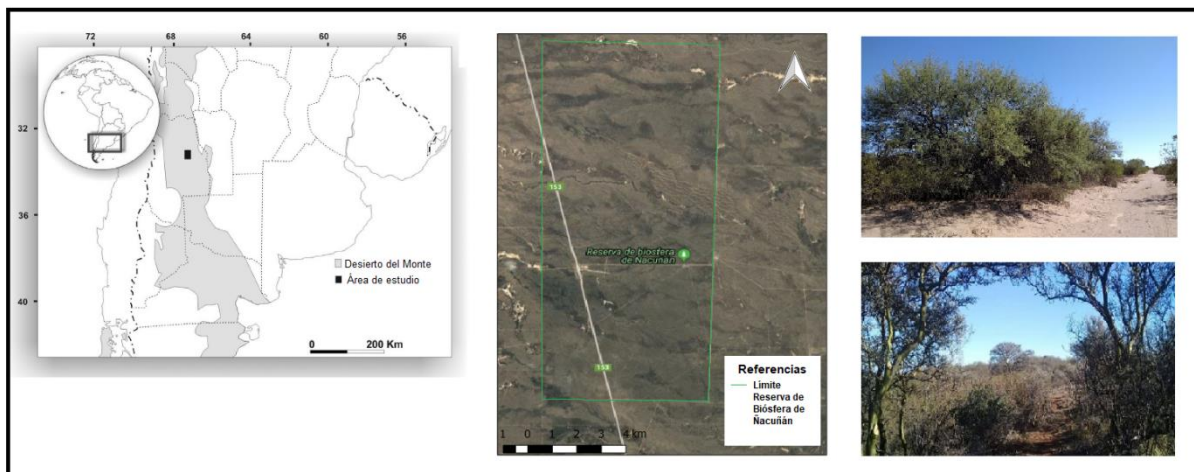 72 68 64 60 56
32
36
40
Desierto del Monte
Área de estudio
0 200 Km
153
Reserva de biósfera
de Ñacuñán
153
Referencias
Límite
Reserva de
Biósfera de
Ñacuñán
1 0 1 2 3 4 km